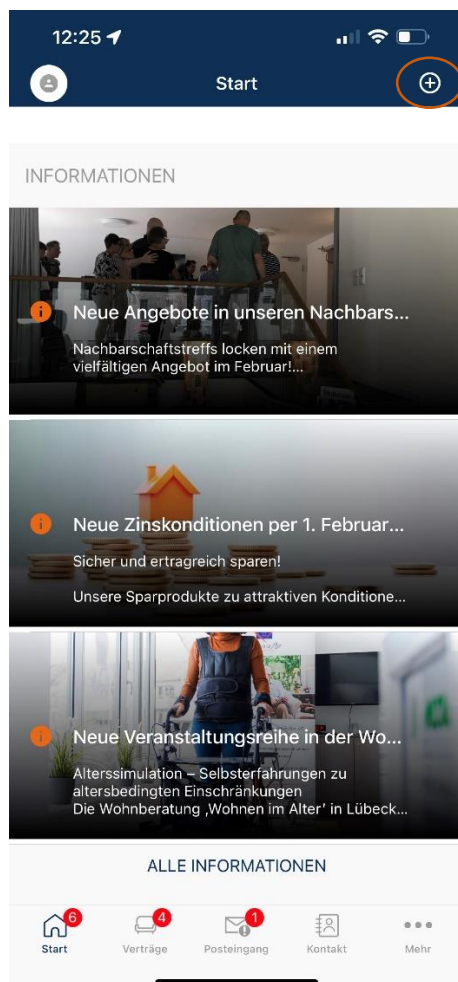 12:25
Start
INFORMATIONEN
Neue Angebote in unseren Nachbars...
Nachbarschaftstreffs locken mit einem
vielfältigen Angebot im Februar!...
Neue Zinskonditionen per 1. Februar...
Sicher und ertragreich sparen!
Unsere Sparprodukte zu attraktiven Konditione...
Neue Veranstaltungsreihe in der Wo...
Alterssimulation – Selbsterfahrungen zu
altersbedingten Einschränkungen
Die Wohnberatung ‚Wohnen im Alter’ in Lübeck...
ALLE INFORMATIONEN
6 4 1
Start Verträge Posteingang Kontakt Mehr